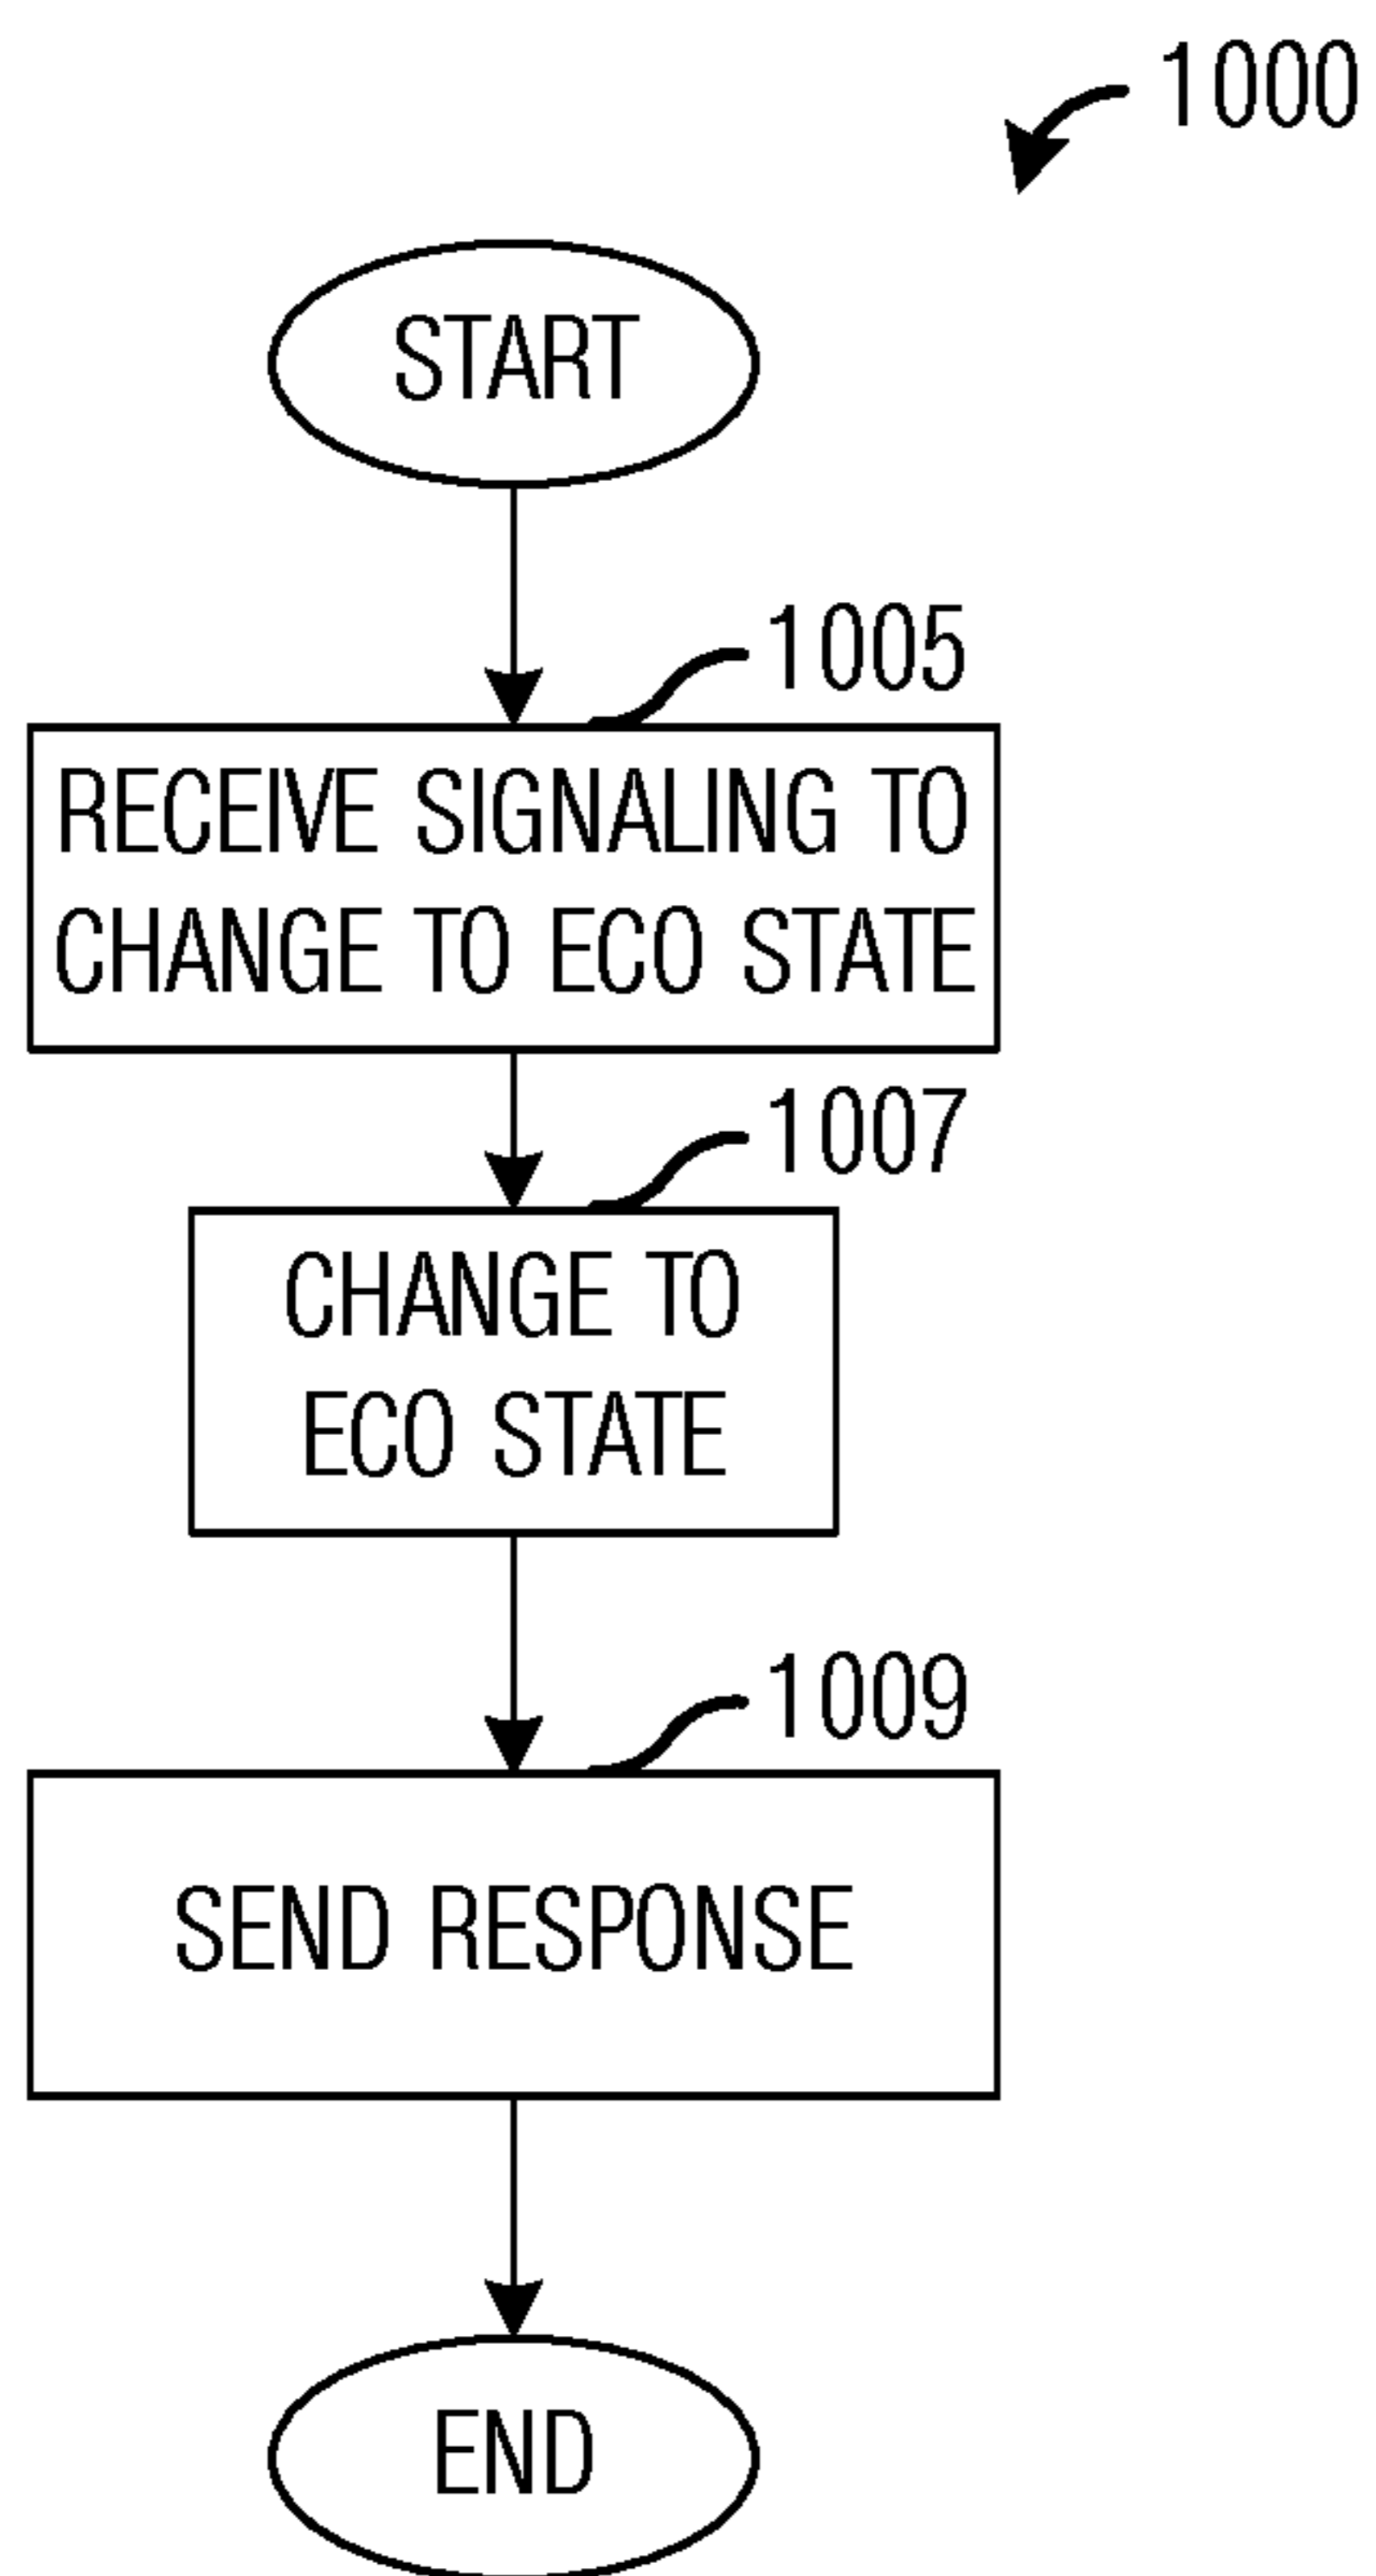 1000
START
1005
RECEIVE SIGNALING TO
CHANGE TO ECO STATE
1007
CHANGE TO
ECO STATE
1009
SEND RESPONSE
END